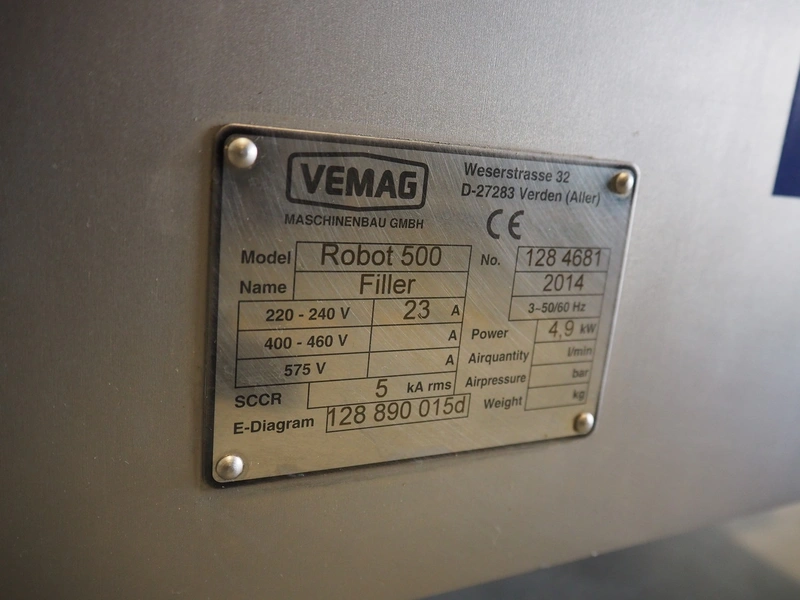 VEMAG
MASCHINENBAU GMBH
Weserstrasse 32
D-27283 Verden (Aller)
CE
Model Robot 500
No. 128 4681
Name Filler
2014
220 - 240 V 23 A
3~50/60 Hz
400 - 460 V A
Power 4,9 kW
575 V A
Airquantity l/min
SCCR 5 kA rms
Airpressure bar
E-Diagram 128 890 015d
Weight kg